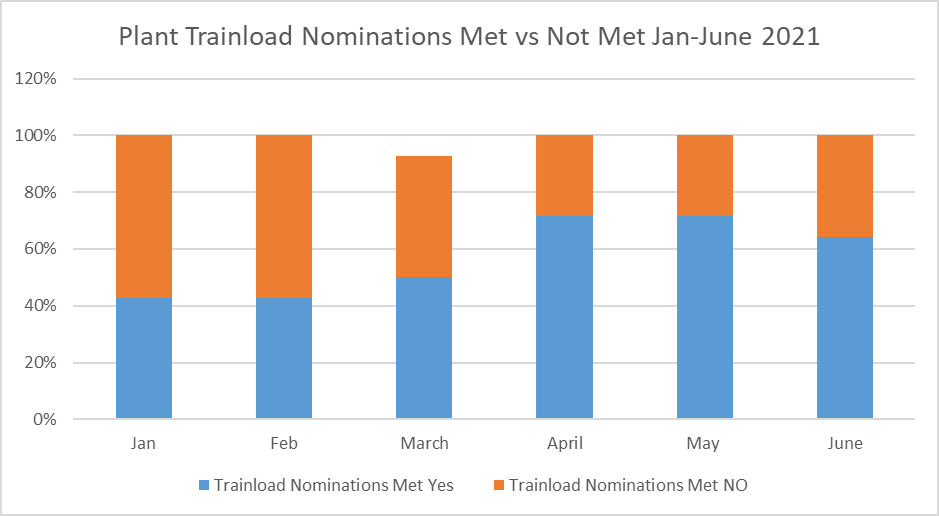 Plant Trainload Nominations Met vs Not Met Jan-June 2021
120%
100%
80%
60%
40%
20%
0%
Jan Feb March April May June
Trainload Nominations Met Yes Trainload Nominations Met NO